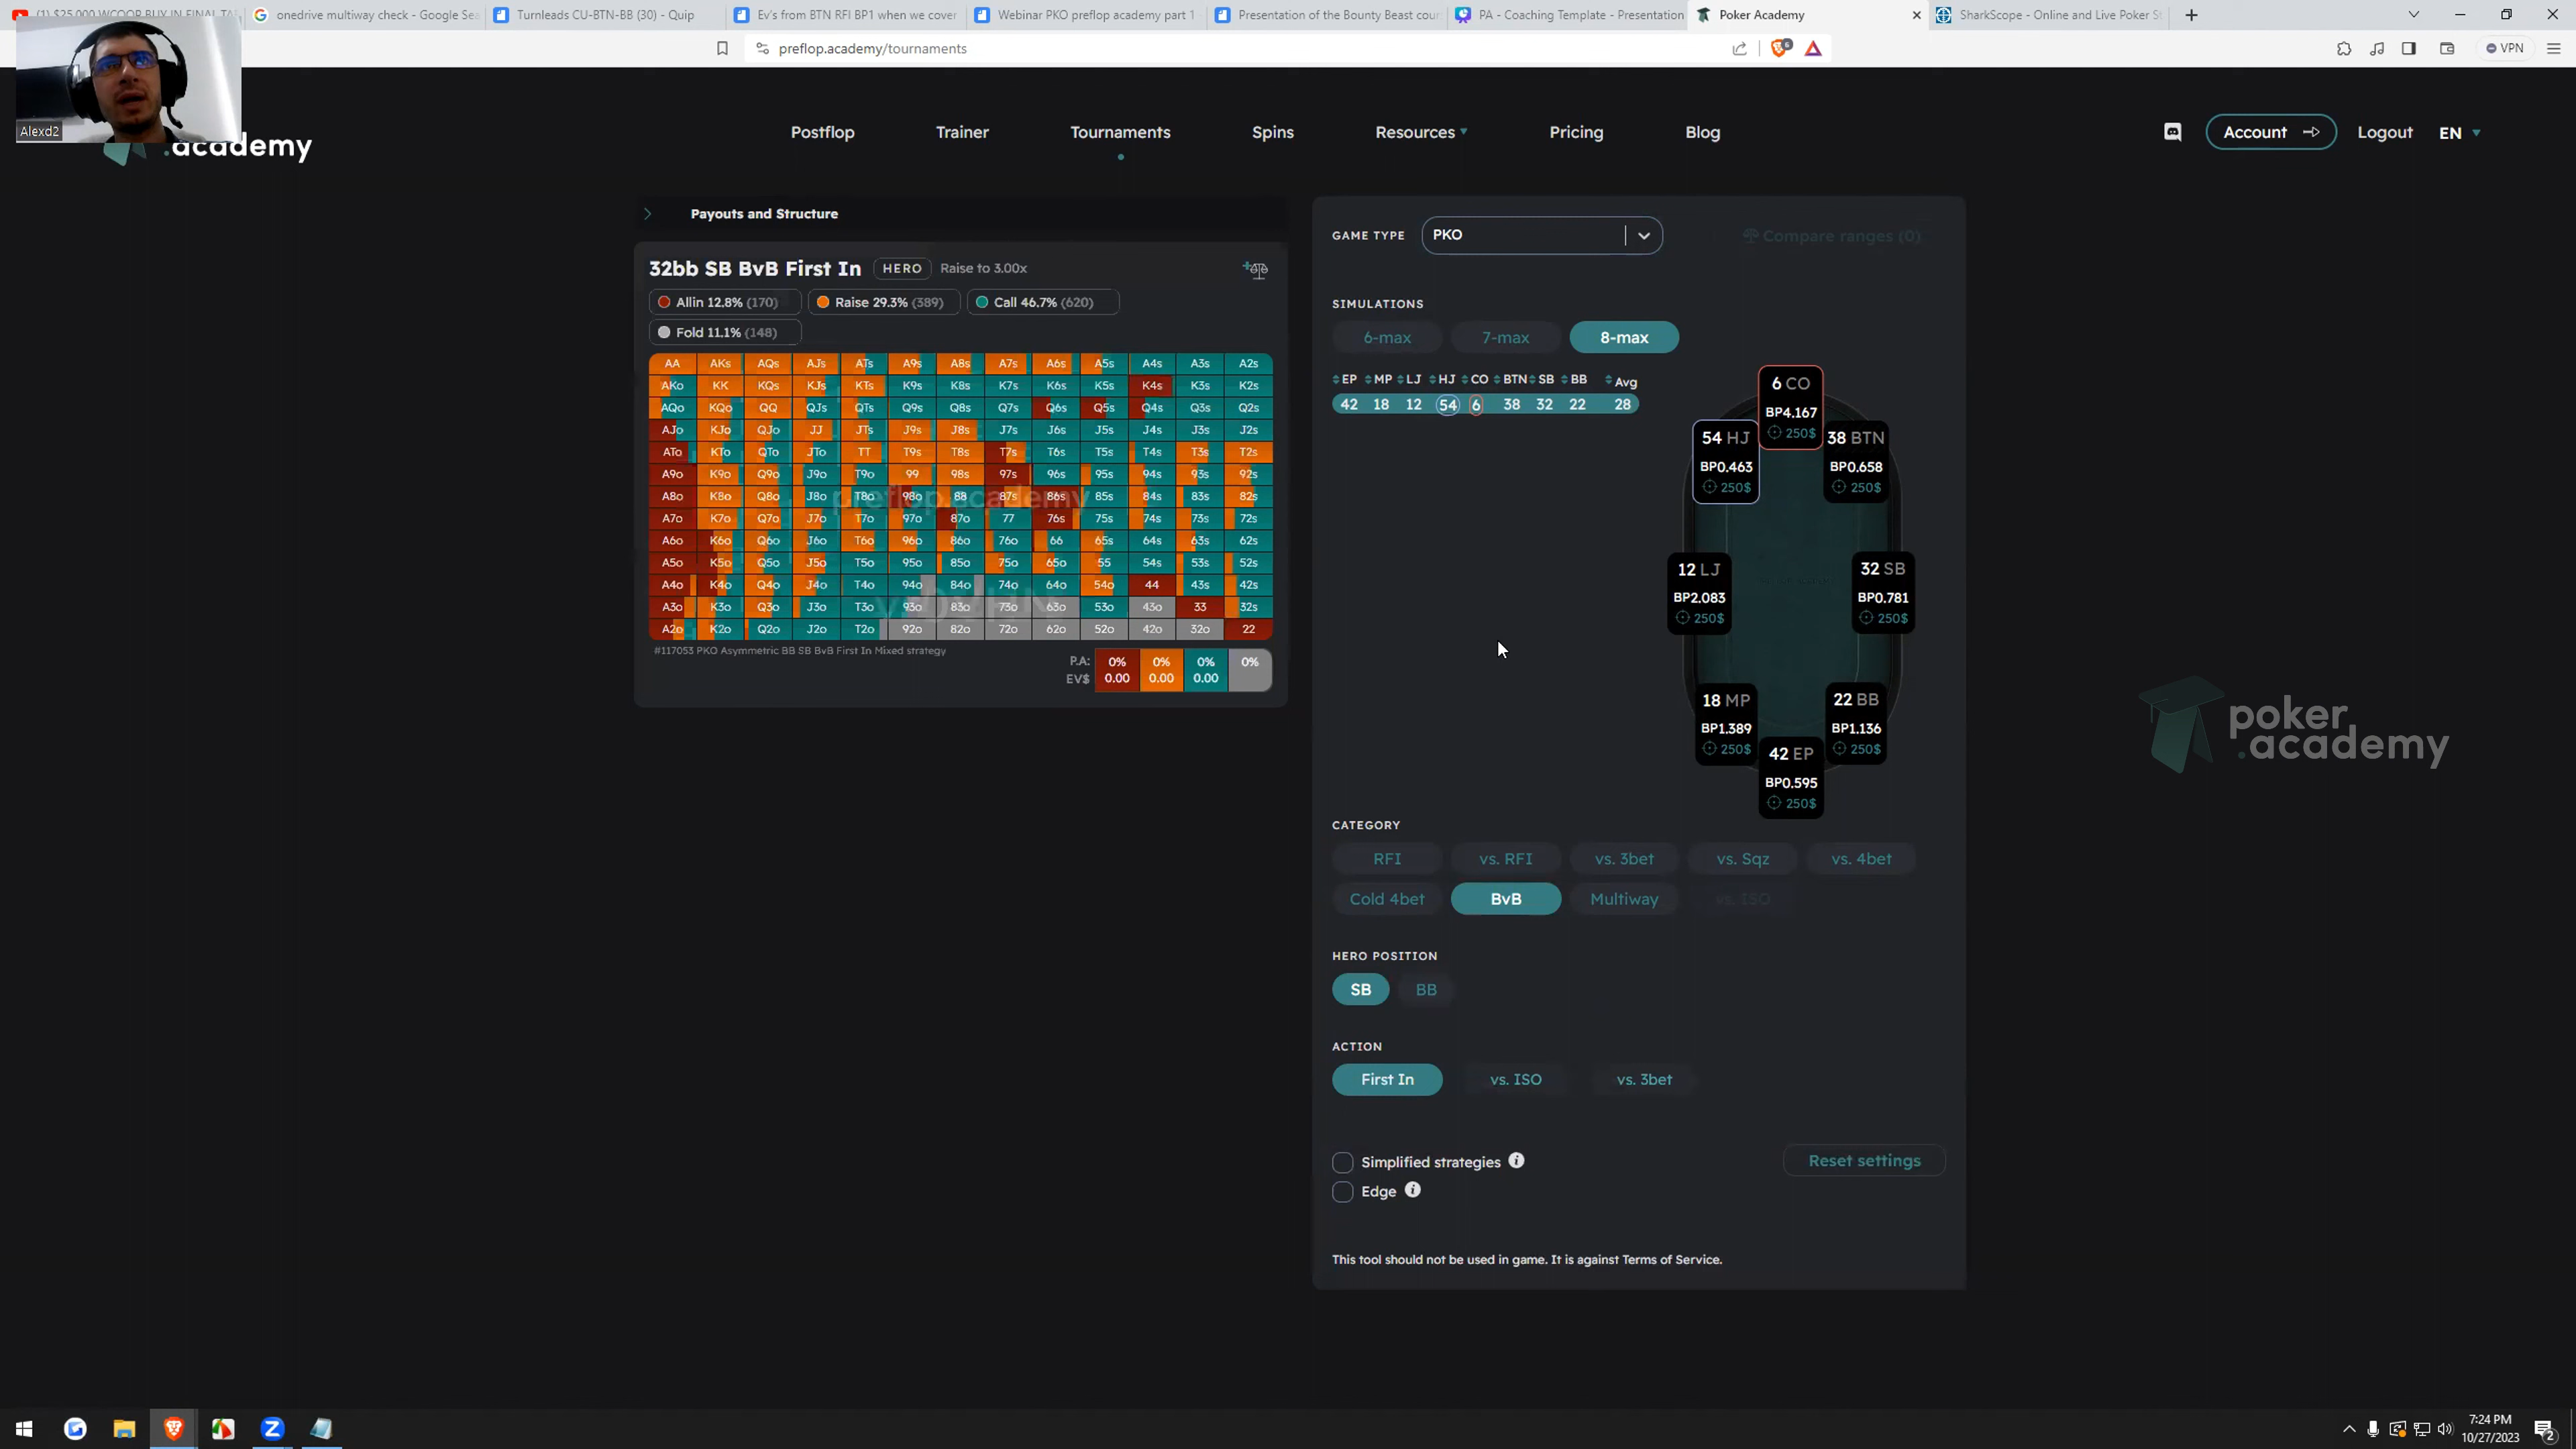 (1) $25,000 WCOOP BUY IN FINAL TAB
onedrive multiway check - Google Sea
Turnleads CU-BTN-BB (30) - Quip
Ev's from BTN RFI BP1 when we cover
Webinar PKO preflop academy part 1
Presentation of the Bounty Beast cour
PA - Coaching Template - Presentation
Poker Academy
SharkScope - Online and Live Poker St
preflop.academy/tournaments
VPN
Alexd2
.academy
Postflop
Trainer
Tournaments
Spins
Resources
Pricing
Blog
Account
Logout
EN
Payouts and Structure
32bb SB BvB First In HERO Raise to 3.00x
Allin 12.8% (170) Raise 29.3% (389) Call 46.7% (620)
Fold 11.1% (148)
AA AKs AQs AJs ATs A9s A8s A7s A6s A5s A4s A3s A2s
AKo KK KQs KJs KTs K9s K8s K7s K6s K5s K4s K3s K2s
AQo KQo QQ QJs QTs Q9s Q8s Q7s Q6s Q5s Q4s Q3s Q2s
AJo KJo QJo JJ JTs J9s J8s J7s J6s J5s J4s J3s J2s
ATo KTo QTo JTo TT T9s T8s T7s T6s T5s T4s T3s T2s
A9o K9o Q9o J9o T9o 99 98s 97s 96s 95s 94s 93s 92s
A8o K8o Q8o J8o T8o 98o 88 87s 86s 85s 84s 83s 82s
A7o K7o Q7o J7o T7o 97o 87o 77 76s 75s 74s 73s 72s
A6o K6o Q6o J6o T6o 96o 86o 76o 66 65s 64s 63s 62s
A5o K5o Q5o J5o T5o 95o 85o 75o 65o 55 54s 53s 52s
A4o K4o Q4o J4o T4o 94o 84o 74o 64o 54o 44 43s 42s
A3o K3o Q3o J3o T3o 93o 83o 73o 63o 53o 43o 33 32s
A2o K2o Q2o J2o T2o 92o 82o 72o 62o 52o 42o 32o 22
preflop.academy
#117053 PKO Asymmetric BB SB BvB First In Mixed strategy
P.A: 0% 0% 0% 0%
EV$ 0.00 0.00 0.00
GAME TYPE PKO
Compare ranges (0)
SIMULATIONS
6-max 7-max 8-max
EP MP LJ HJ CO BTN SB BB Avg
42 18 12 54 6 38 32 22 28
6 CO
BP4.167
250$
54 HJ
BP0.463
250$
38 BTN
BP0.658
250$
12 LJ
BP2.083
250$
32 SB
BP0.781
250$
18 MP
BP1.389
250$
22 BB
BP1.136
250$
42 EP
BP0.595
250$
CATEGORY
RFI vs. RFI vs. 3bet vs. Sqz vs. 4bet
Cold 4bet BvB Multiway vs. ISO
HERO POSITION
SB BB
ACTION
First In vs. ISO vs. 3bet
Simplified strategies
Edge
Reset settings
This tool should not be used in game. It is against Terms of Service.
poker
.academy
7:24 PM
10/27/2023
2